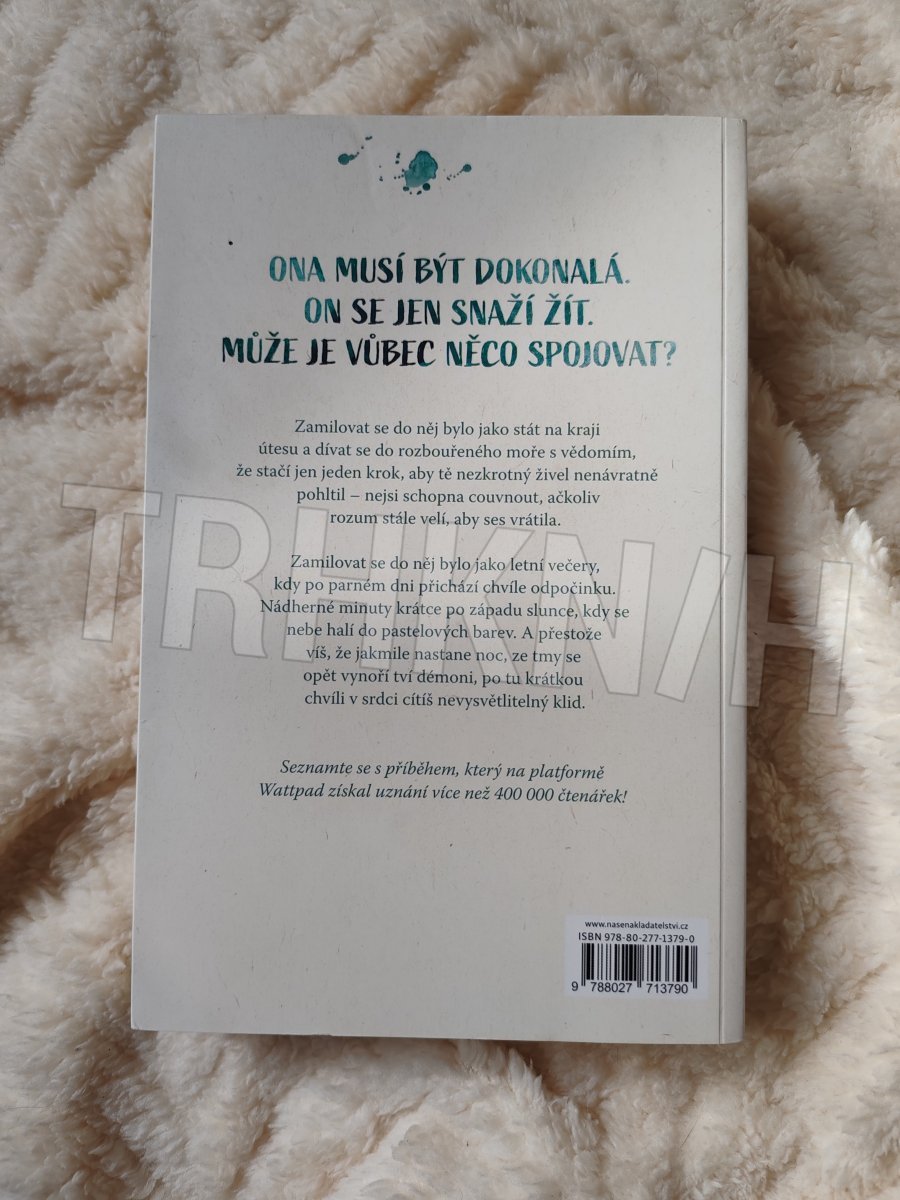 ONA MUSÍ BÝT DOKONALÁ.
ON SE JEN SNAŽÍ ŽÍT.
MŮŽE JE VŮBEC NĚCO SPOJOVAT?
Zamilovat se do něj bylo jako stát na kraji
útesu a dívat se do rozbouřeného moře s vědomím,
že stačí jen jeden krok, aby tě nezkrotný živel nenávratně
pohltil – nejsi schopna couvnout, ačkoliv
rozum stále velí, aby ses vrátila.
Zamilovat se do něj bylo jako letní večery,
kdy po parném dni přichází chvíle odpočinku.
Nádherné minuty krátce po západu slunce, kdy se
nebe halí do pastelových barev. A přestože
víš, že jakmile nastane noc, ze tmy se
opět vynoří tví démoni, po tu krátkou
chvíli v srdci cítíš nevysvětlitelný klid.
Seznamte se s příběhem, který na platformě
Wattpad získal uznání více než 400 000 čtenářek!
www.nasenakladatelstvi.cz
ISBN 978-80-277-1379-0
9 788027 713790
TRHKNIH